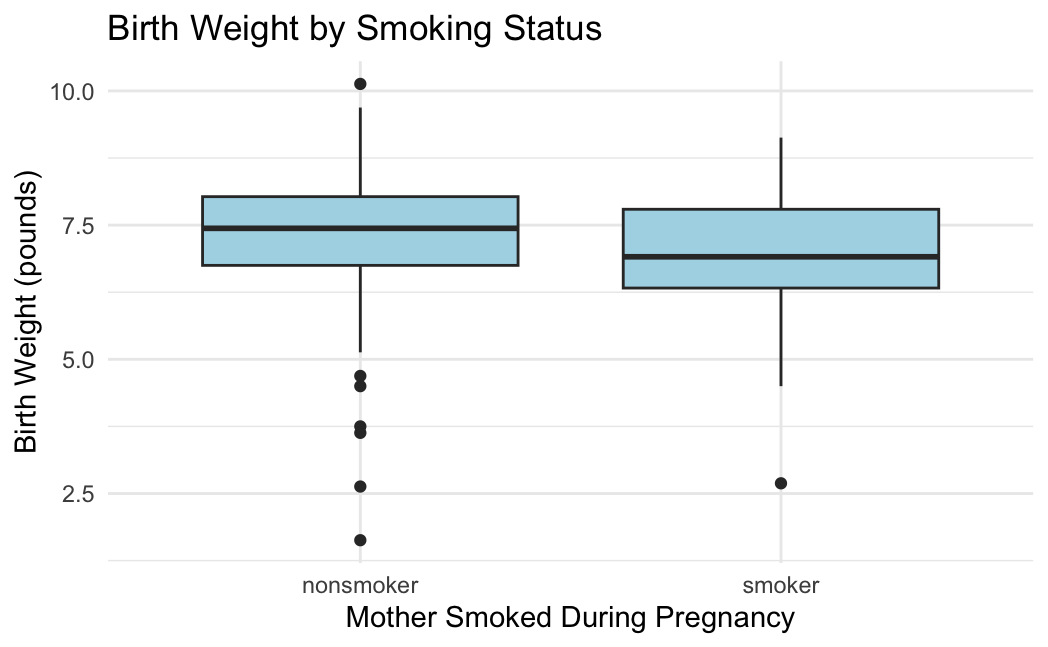 Birth Weight by Smoking Status
Birth Weight (pounds)
10.0
7.5
5.0
2.5
nonsmoker smoker
Mother Smoked During Pregnancy